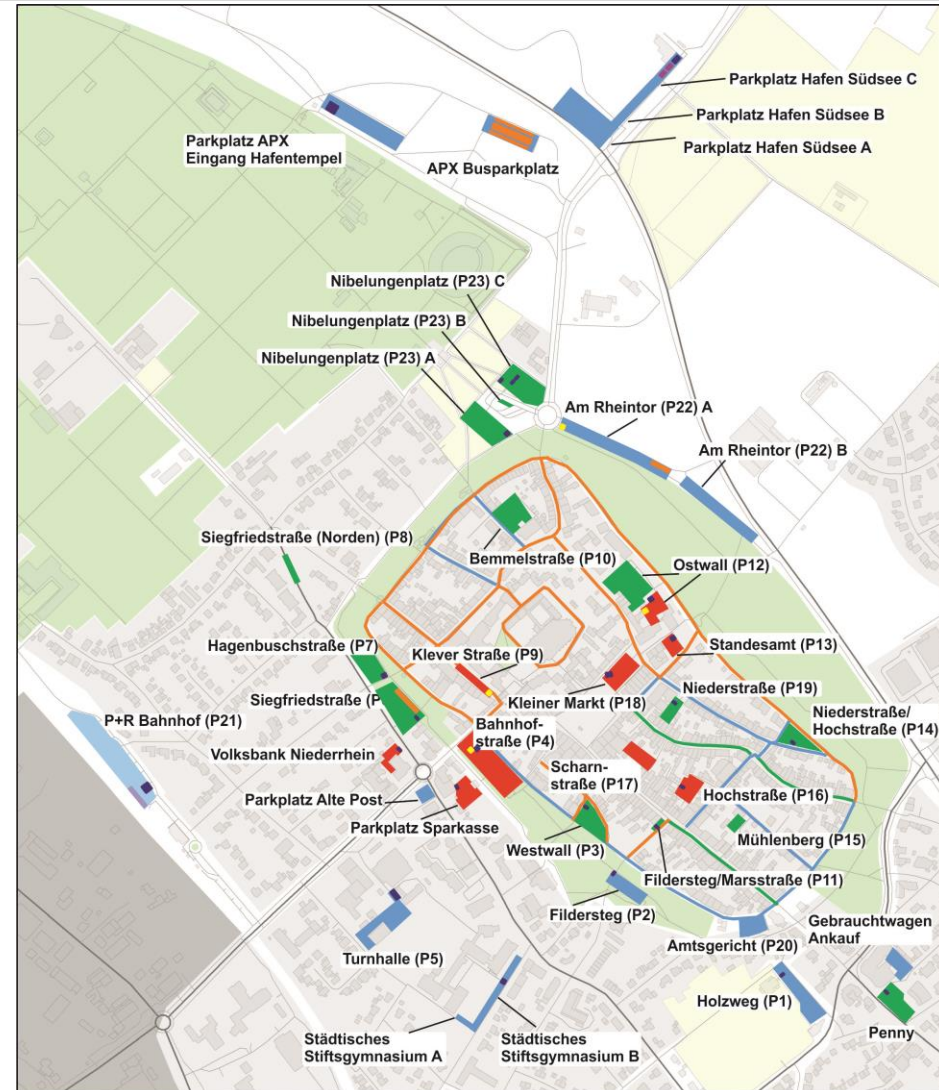 Parkplatz Hafen Südsee C
Parkplatz Hafen Südsee B
Parkplatz Hafen Südsee A
Parkplatz APX
Eingang Hafentempel
APX Busparkplatz
Nibelungenplatz (P23) C
Nibelungenplatz (P23) B
Nibelungenplatz (P23) A
Am Rheintor (P22) A
Am Rheintor (P22) B
Siegfriedstraße (Norden) (P8)
Bemmelstraße (P10)
Ostwall (P12)
Hagenbuschstraße (P7)
Klever Straße (P9)
Standesamt (P13)
Siegfriedstraße (P
Kleiner Markt (P18)
Niederstraße (P19)
P+R Bahnhof (P21)
Bahnhof-
straße (P4)
Niederstraße/
Hochstraße (P14)
Volksbank Niederrhein
Scharn-
straße (P17)
Parkplatz Alte Post
Hochstraße (P16)
Parkplatz Sparkasse
Westwall (P3)
Mühlenberg (P15)
Fildersteg/Marsstraße (P11)
Fildersteg (P2)
Gebrauchtwagen
Ankauf
Amtsgericht (P20)
Turnhalle (P5)
Holzweg (P1)
Penny
Städtisches
Stiftsgymnasium A
Städtisches
Stiftsgymnasium B